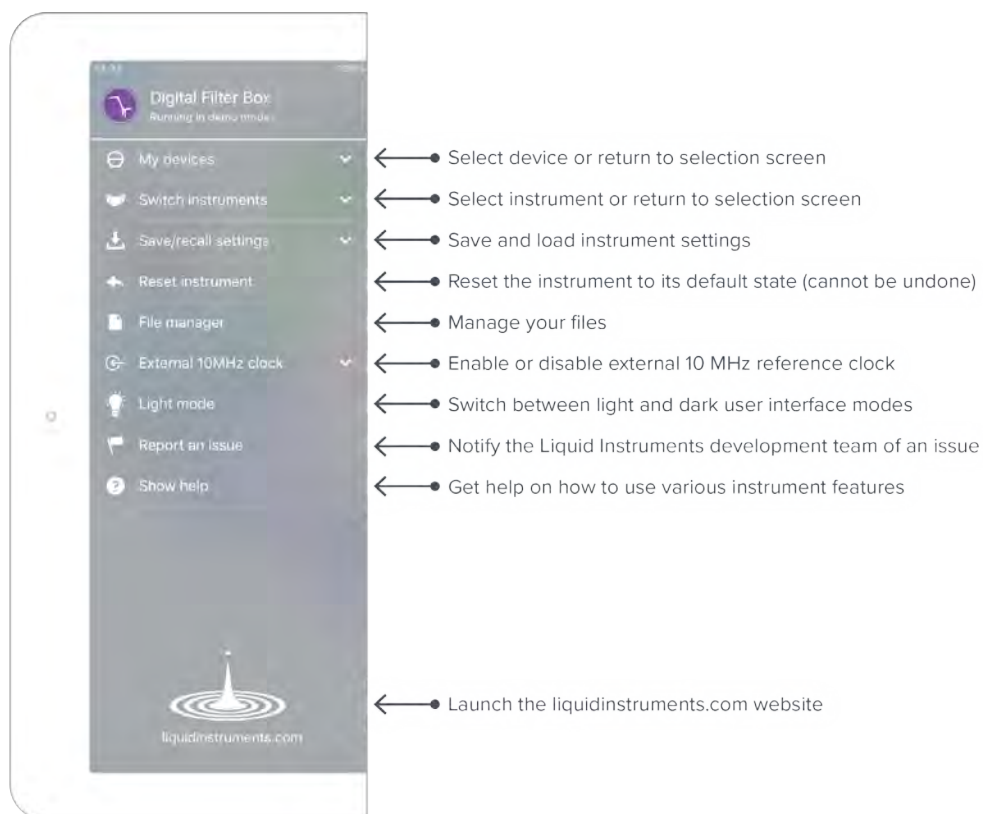 Digital Filter Box
Running in demo mode
My devices
Select device or return to selection screen
Switch instruments
Select instrument or return to selection screen
Save/recall settings
Save and load instrument settings
Reset instrument
Reset the instrument to its default state (cannot be undone)
File manager
Manage your files
External 10MHz clock
Enable or disable external 10 MHz reference clock
Light mode
Switch between light and dark user interface modes
Report an issue
Notify the Liquid Instruments development team of an issue
Show help
Get help on how to use various instrument features
Launch the liquidinstruments.com website
liquidinstruments.com